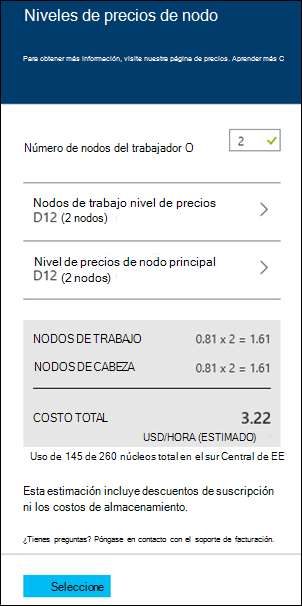 Niveles de precios de nodo
Para obtener más información, visite nuestra página de precios. Aprender más C
Número de nodos del trabajador O
2
Nodos de trabajo nivel de precios
D12 (2 nodos)
Nivel de precios de nodo principal
D12 (2 nodos)
NODOS DE TRABAJO 0.81 x 2 = 1.61
NODOS DE CABEZA 0.81 x 2 = 1.61
COSTO TOTAL 3.22
USD/HORA (ESTIMADO)
Uso de 145 de 260 núcleos total en el sur Central de EE
Esta estimación incluye descuentos de suscripción
ni los costos de almacenamiento.
¿Tienes preguntas? Póngase en contacto con el soporte de facturación.
Seleccione